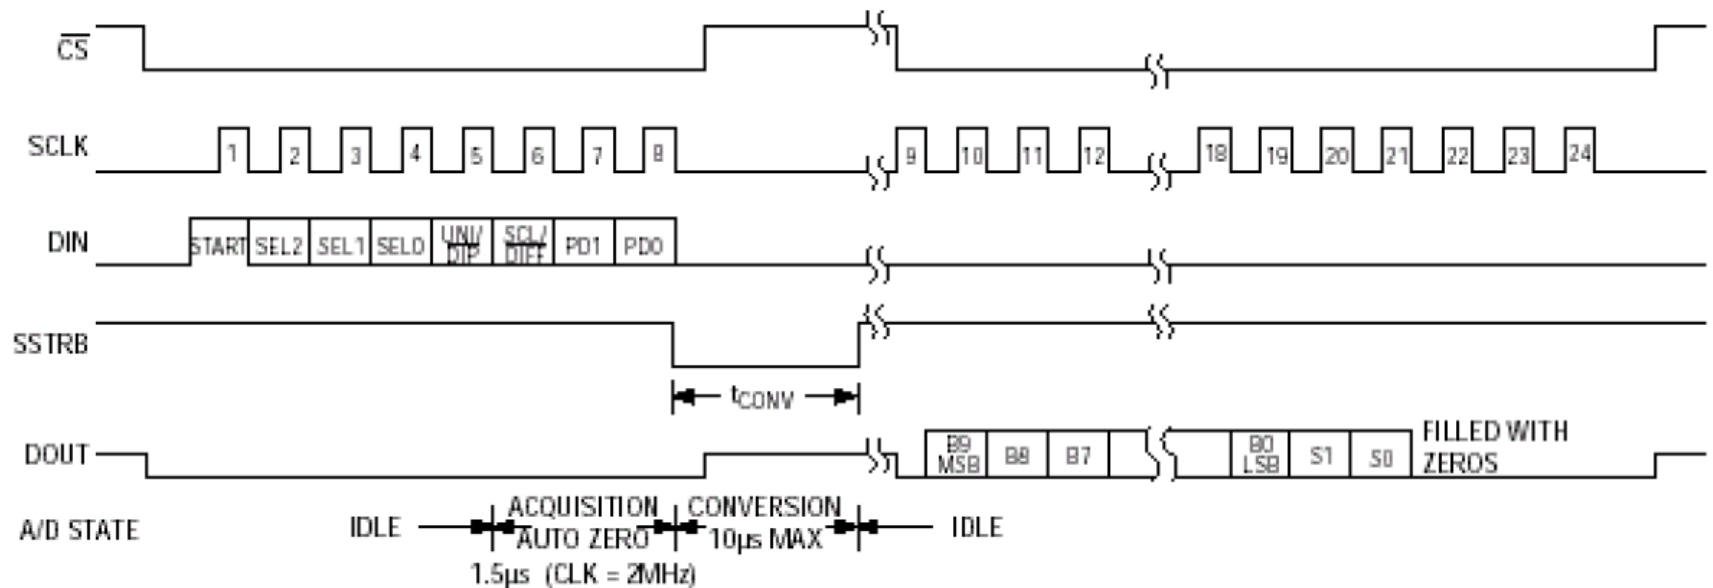 CS
SCLK 1 2 3 4 5 6 7 8 9 10 11 12 18 19 20 21 22 23 24
DIN START SEL2 SEL1 SEL0 UNI/ DIP SCL/ DIFF PD1 PD0
SSTRB
tCONV
DOUT B9 MSB B8 B7 B0 LSB S1 S0 FILLED WITH ZEROS
A/D STATE IDLE ACQUISITION AUTO ZERO CONVERSION 10µs MAX IDLE
1.5µs (CLK = 2MHz)